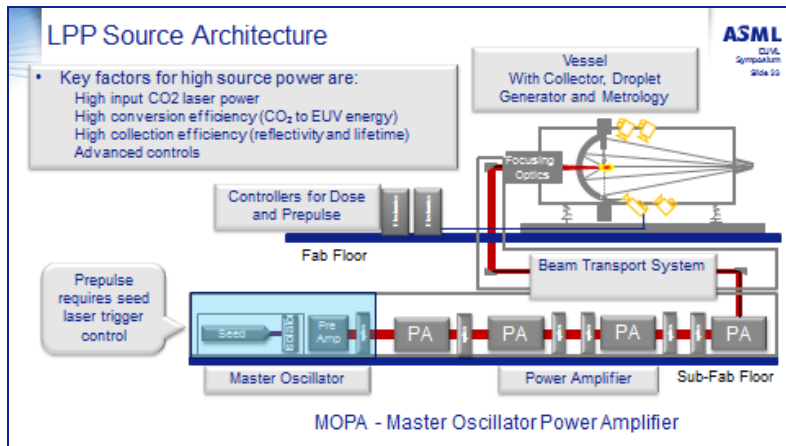 LPP Source Architecture
ASML
EUVL
Symposium
Slide 33
• Key factors for high source power are:
High input CO2 laser power
High conversion efficiency (CO₂ to EUV energy)
High collection efficiency (reflectivity and lifetime)
Advanced controls
Vessel
With Collector, Droplet
Generator and Metrology
Focusing
Optics
Controllers for Dose
and Prepulse
Electronics
Electronics
Fab Floor
Beam Transport System
Prepulse
requires seed
laser trigger
control
Seed
Isolator
Pre
Amp
PA
PA
PA
PA
Master Oscillator
Power Amplifier
Sub-Fab Floor
MOPA - Master Oscillator Power Amplifier